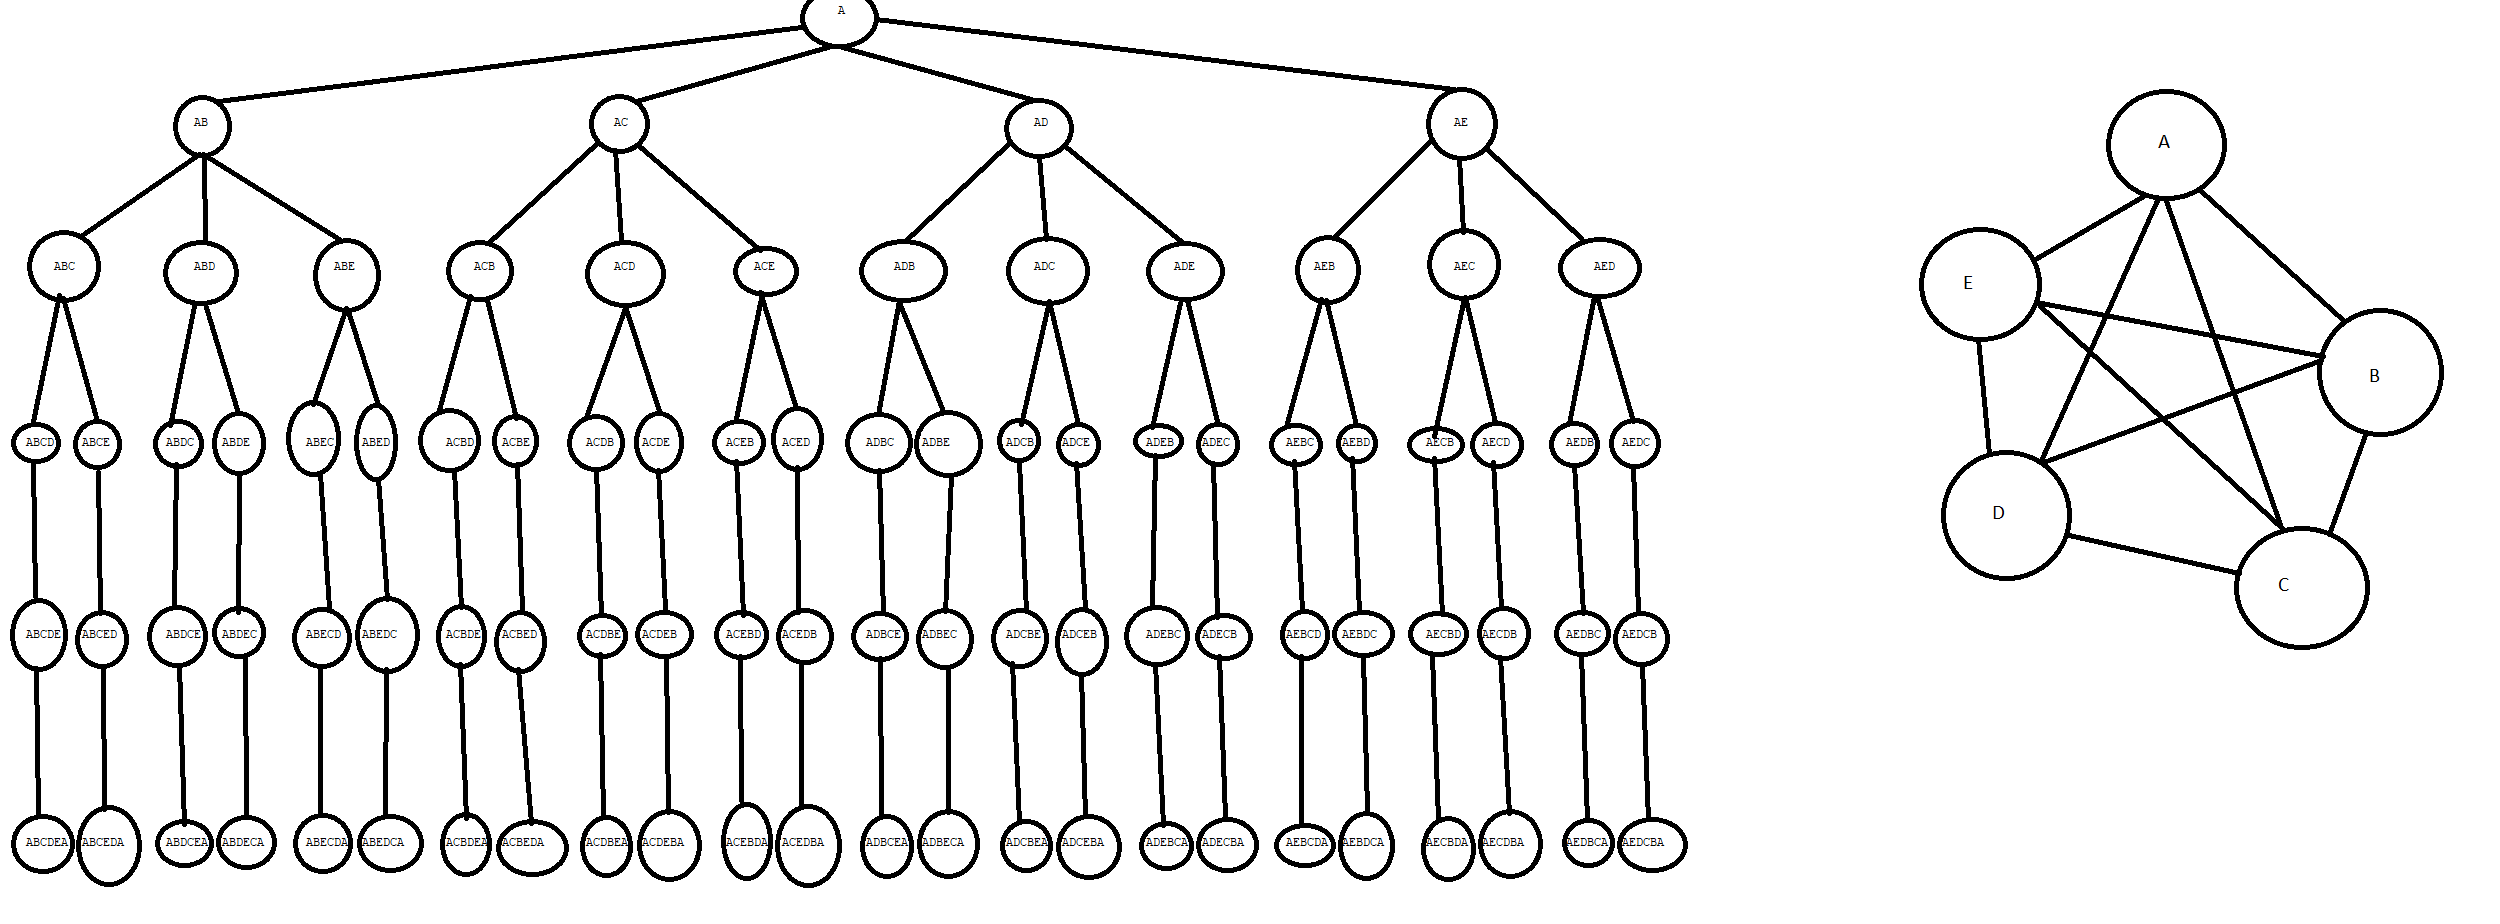 A
AB AC AD AE
ABC ABD ABE ACB ACD ACE ADB ADC ADE AEB AEC AED
ABCD ABCE ABDC ABDE ABEC ABED ACBD ACBE ACDB ACDE ACEB ACED ADBC ADBE ADCB ADCE ADEB ADEC AEBC AEBD AECB AECD AEDB AEDC
ABCDE ABCED ABDCE ABDEC ABECD ABEDC ACBDE ACBED ACDBE ACDEB ACEBD ACEDB ADBCE ADBEC ADCBE ADCEB ADEBC ADECB AEBCD AEBDC AECBD AECDB AEDBC AEDCB
ABCDEA ABCEDA ABDCEA ABDECA ABECDA ABEDCA ACBDEA ACBEDA ACDBEA ACDEBA ACEBDA ACEDBA ADBCEA ADBECA ADCBEA ADCEBA ADEBCA ADECBA AEBCDA AEBDCA AECBDA AECDBA AEDBCA AEDCBA
A
E
B
D
C